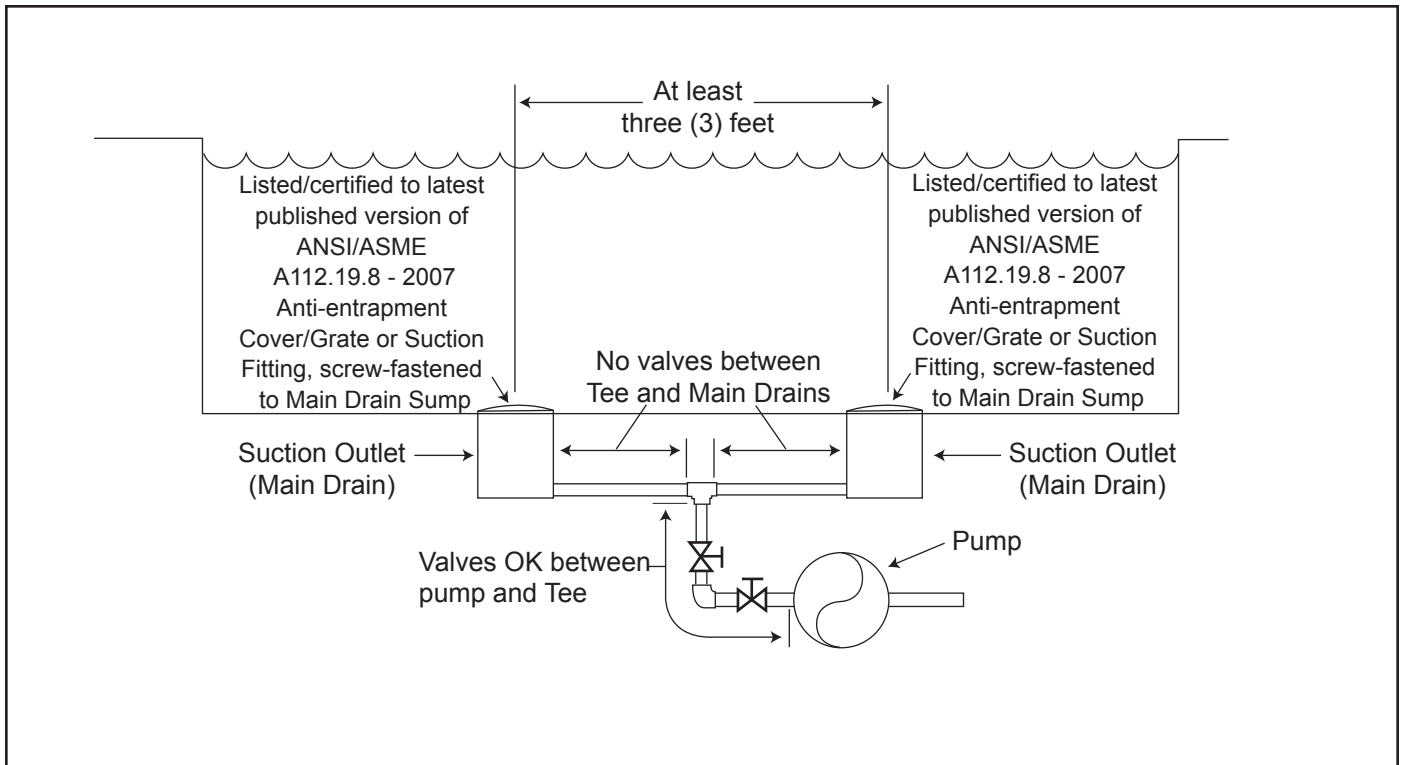 At least
three (3) feet
Listed/certified to latest
published version of
ANSI/ASME
A112.19.8 - 2007
Anti-entrapment
Cover/Grate or Suction
Fitting, screw-fastened
to Main Drain Sump
Listed/certified to latest
published version of
ANSI/ASME
A112.19.8 - 2007
Anti-entrapment
Cover/Grate or Suction
Fitting, screw-fastened
to Main Drain Sump
No valves between
Tee and Main Drains
Suction Outlet
(Main Drain)
Suction Outlet
(Main Drain)
Valves OK between
pump and Tee
Pump